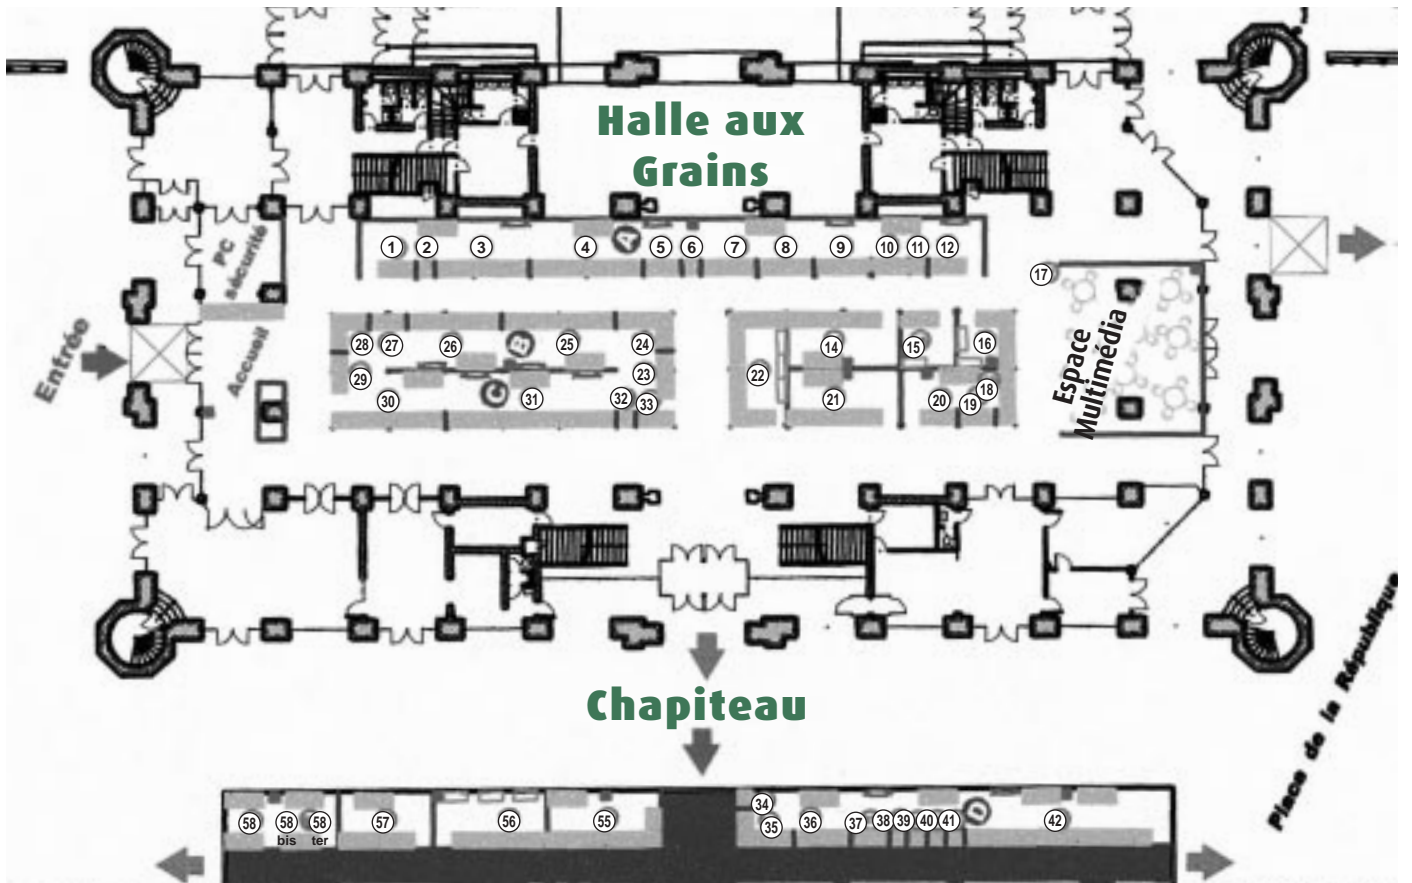 Halle aux
Grains
PC
sécurité
Entrée
Accueil
1 2 3 4 A 5 6 7 8 9 10 11 12
17
Espace
Multimédia
28 27 26 B 25 24
29 23
30 C 31 32 33
14 15 16
22 18
21 20 19
Place de la République
Chapiteau
58 58 58 57 56 55
bis ter
34
35 36 37 38 39 40 41 D 42